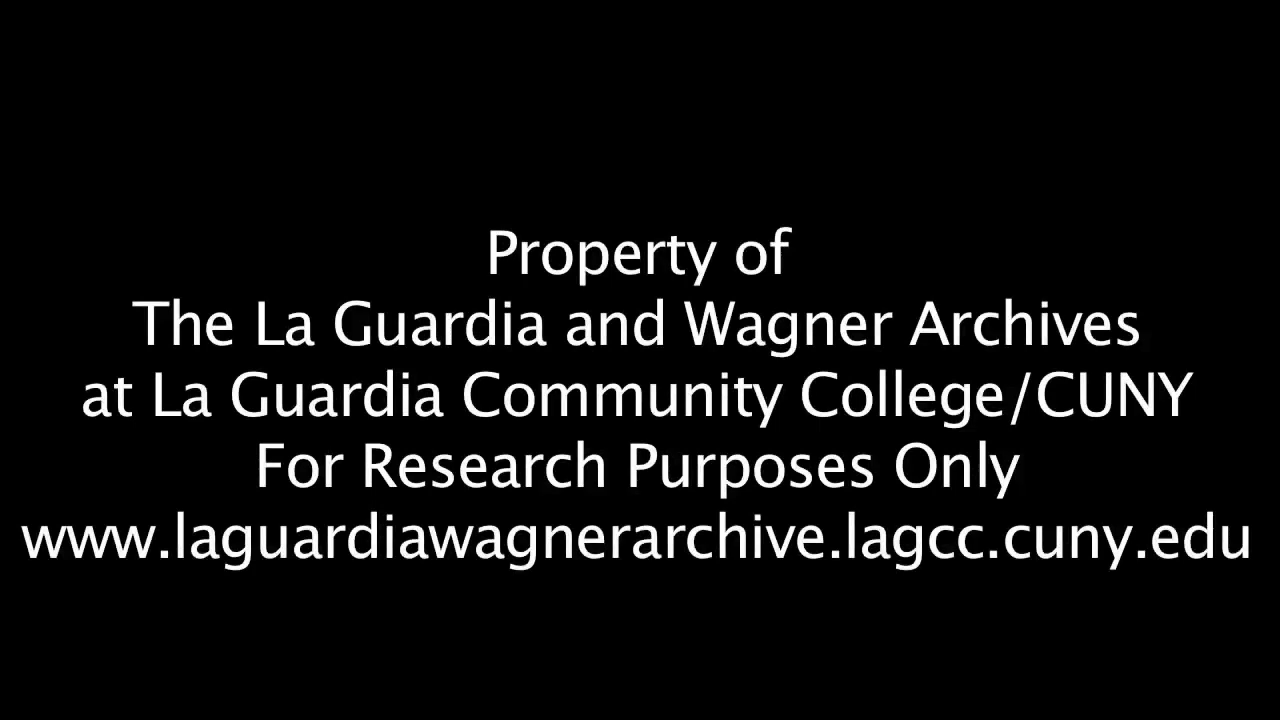 Property of
The La Guardia and Wagner Archives
at La Guardia Community College/CUNY
For Research Purposes Only
www.laguardiawagnerarchive.lagcc.cuny.edu